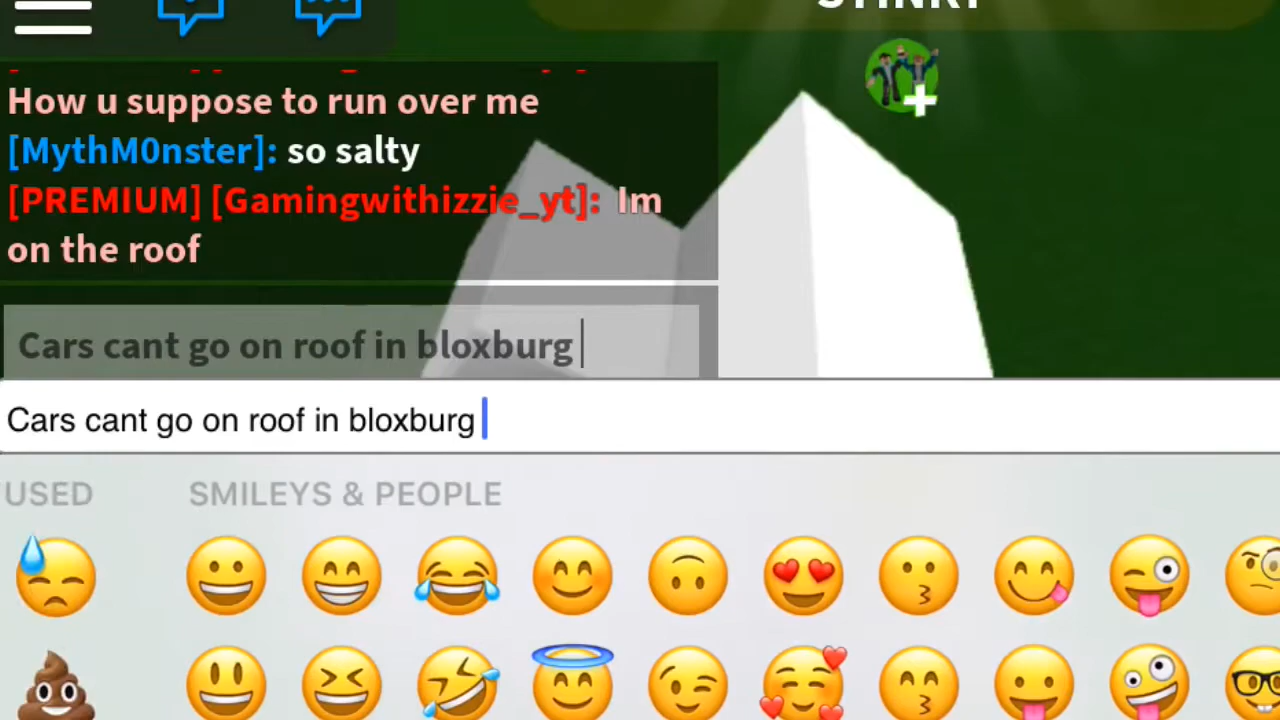 How u suppose to run over me
[MythM0nster]: so salty
[PREMIUM] [Gamingwithizzie_yt]: Im
on the roof
Cars cant go on roof in bloxburg
Cars cant go on roof in bloxburg
USED SMILEYS & PEOPLE